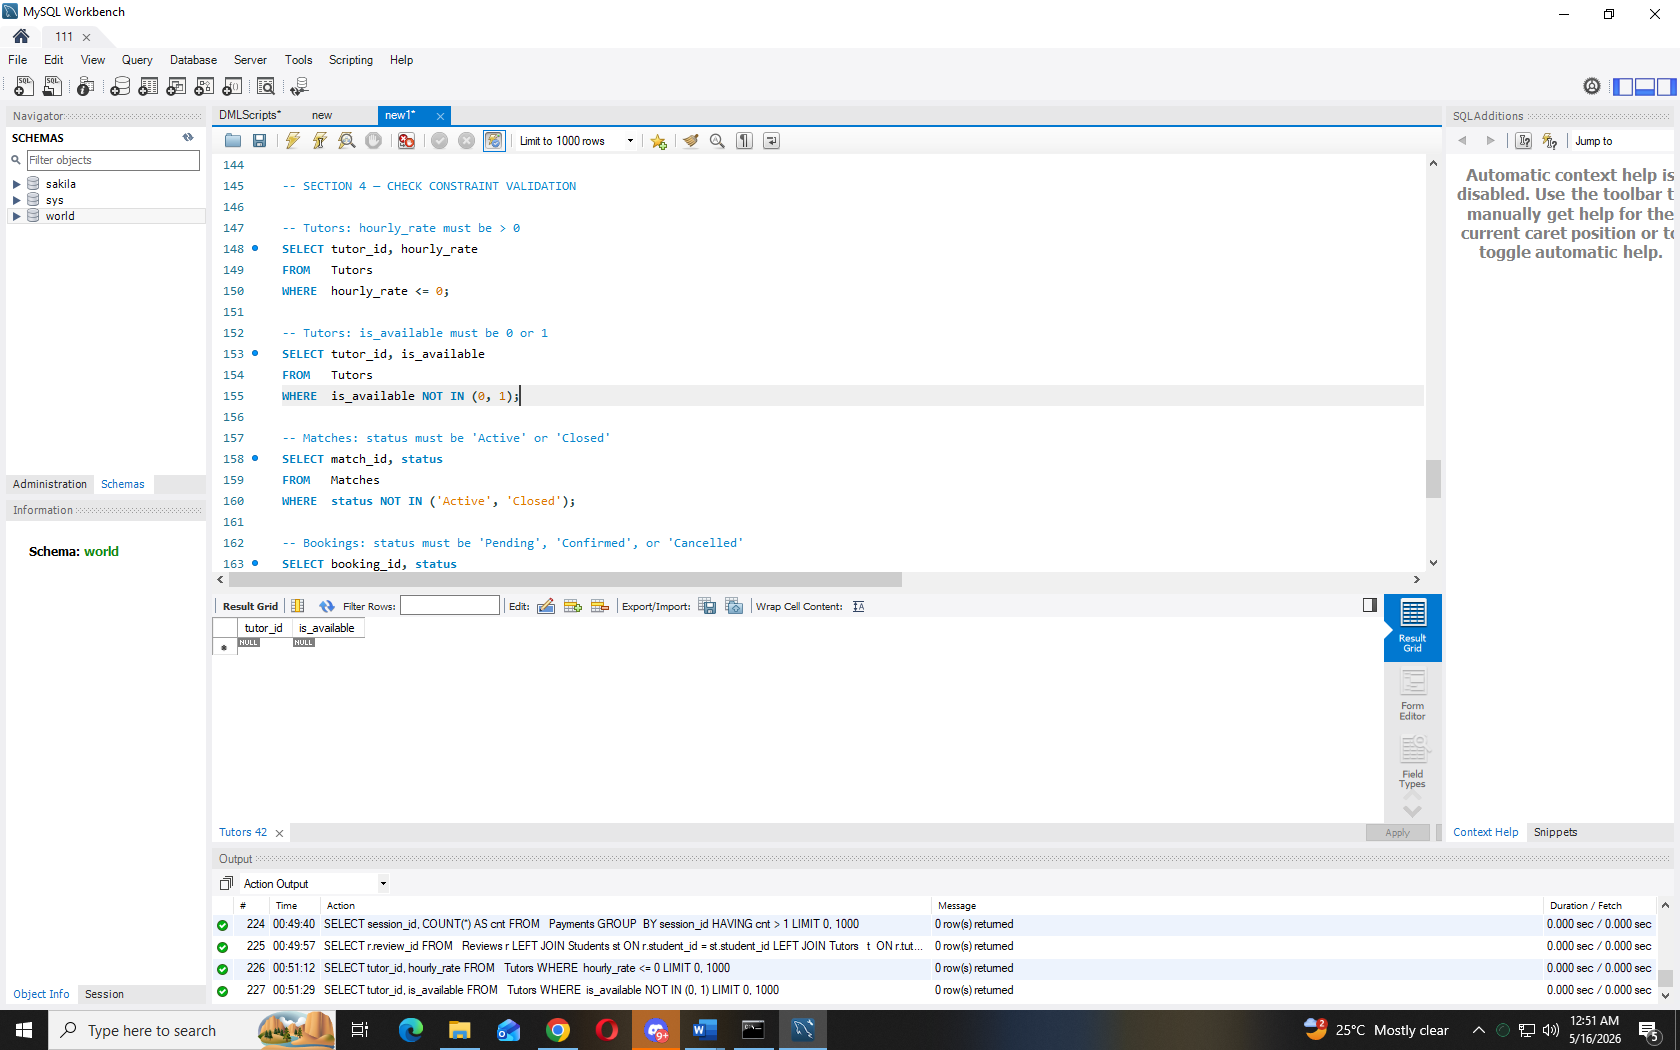 MySQL Workbench
111
File Edit View Query Database Server Tools Scripting Help
Navigator
SCHEMAS
Filter objects
sakila
sys
world
Administration Schemas
Information
Schema: world
Object Info Session
DMLScripts* new new1*
Limit to 1000 rows
144
145 -- SECTION 4 — CHECK CONSTRAINT VALIDATION
146
147 -- Tutors: hourly_rate must be > 0
148 SELECT tutor_id, hourly_rate
149 FROM Tutors
150 WHERE hourly_rate <= 0;
151
152 -- Tutors: is_available must be 0 or 1
153 SELECT tutor_id, is_available
154 FROM Tutors
155 WHERE is_available NOT IN (0, 1);
156
157 -- Matches: status must be 'Active' or 'Closed'
158 SELECT match_id, status
159 FROM Matches
160 WHERE status NOT IN ('Active', 'Closed');
161
162 -- Bookings: status must be 'Pending', 'Confirmed', or 'Cancelled'
163 SELECT booking_id, status
Result Grid Filter Rows: Edit: Export/Import: Wrap Cell Content:
tutor_id is_available
NULL NULL
Result Grid
Form Editor
Field Types
Tutors 42
Apply
SQLAdditions
Jump to
Automatic context help is
disabled. Use the toolbar t
manually get help for the
current caret position or to
toggle automatic help.
Context Help Snippets
Output
Action Output
# Time Action Message Duration / Fetch
224 00:49:40 SELECT session_id, COUNT(*) AS cnt FROM Payments GROUP BY session_id HAVING cnt > 1 LIMIT 0, 1000 0 row(s) returned 0.000 sec / 0.000 sec
225 00:49:57 SELECT r.review_id FROM Reviews r LEFT JOIN Students st ON r.student_id = st.student_id LEFT JOIN Tutors t ON r.tut... 0 row(s) returned 0.000 sec / 0.000 sec
226 00:51:12 SELECT tutor_id, hourly_rate FROM Tutors WHERE hourly_rate <= 0 LIMIT 0, 1000 0 row(s) returned 0.000 sec / 0.000 sec
227 00:51:29 SELECT tutor_id, is_available FROM Tutors WHERE is_available NOT IN (0, 1) LIMIT 0, 1000 0 row(s) returned 0.000 sec / 0.000 sec
Type here to search
9+
2
25°C Mostly clear
12:51 AM
5/16/2026
5